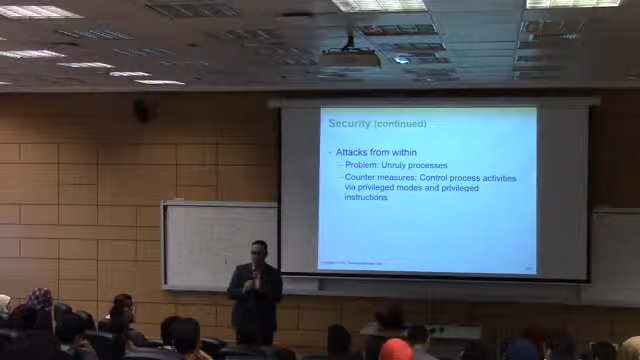 Security (continued)
- Attacks from within
– Problem: Unruly processes
– Counter measures: Control process activities
via privileged modes and privileged
instructions